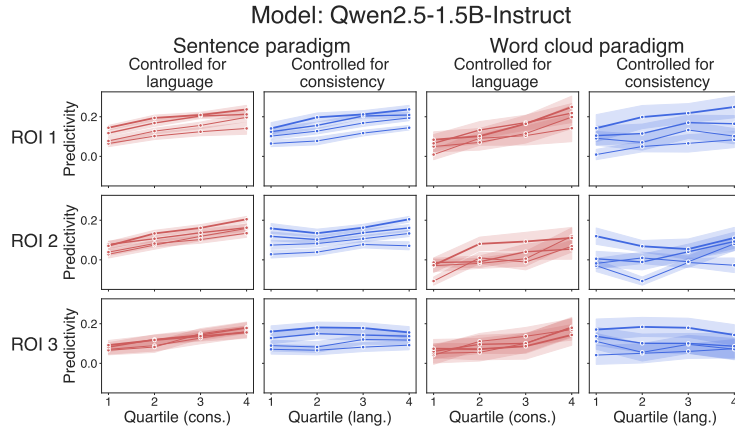 Model: Qwen2.5-1.5B-Instruct
Sentence paradigm
Word cloud paradigm
Controlled for
language
Controlled for
consistency
Controlled for
language
Controlled for
consistency
ROI 1
Predictivity
0.2
0.0
ROI 2
Predictivity
0.2
0.0
ROI 3
Predictivity
0.2
0.0
1 2 3 4
1 2 3 4
1 2 3 4
1 2 3 4
Quartile (cons.)
Quartile (lang.)
Quartile (cons.)
Quartile (lang.)